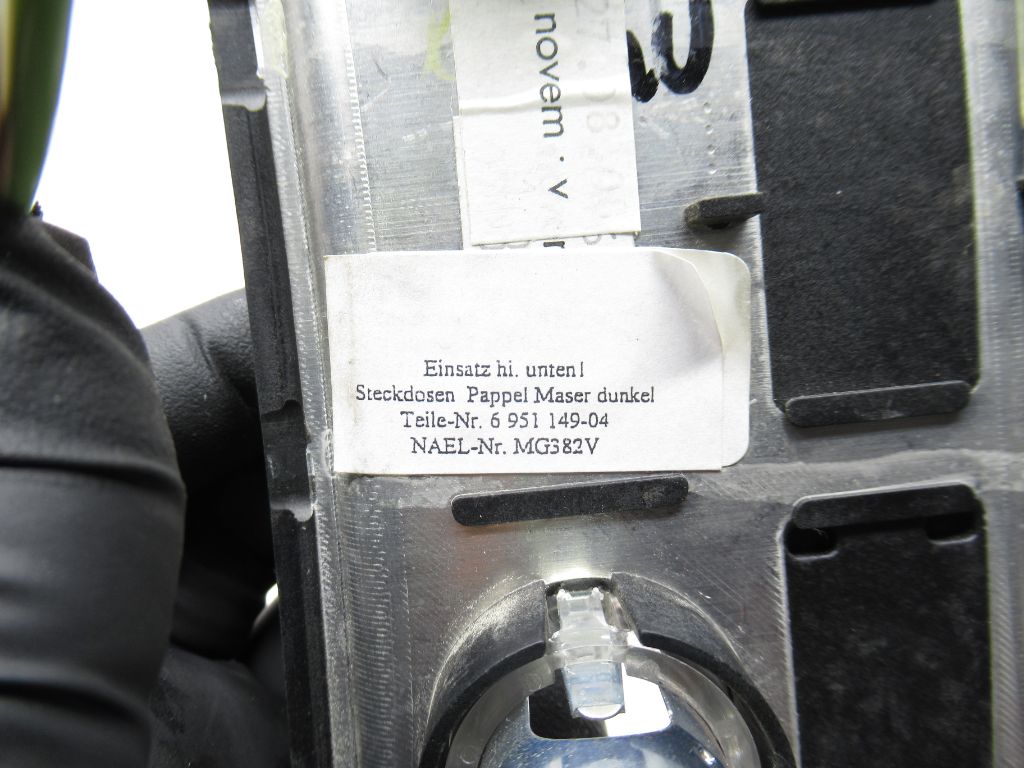 novem · v
Einsatz hi. unten l
Steckdosen Pappel Maser dunkel
Teile-Nr. 6 951 149-04
NAEL-Nr. MG382V